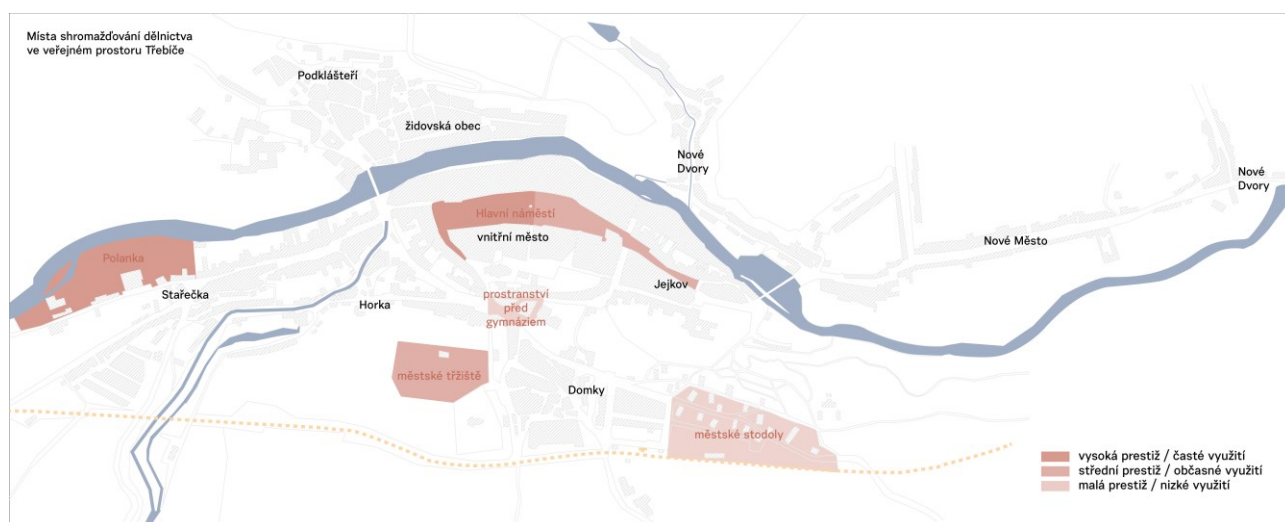 Místa shromažďování dělnictva
ve veřejném prostoru Třebíče
Podklášteří
židovská obec
Nové
Dvory
Nové
Dvory
Hlavní náměstí
vnitřní město
Nové Město
Polanka
Stařečka
Horka
prostranství
před
gymnáziem
Jejkov
městské tržiště
Domky
městské stodoly
vysoká prestiž / časté využití
střední prestiž / občasné využití
malá prestiž / nizké využití